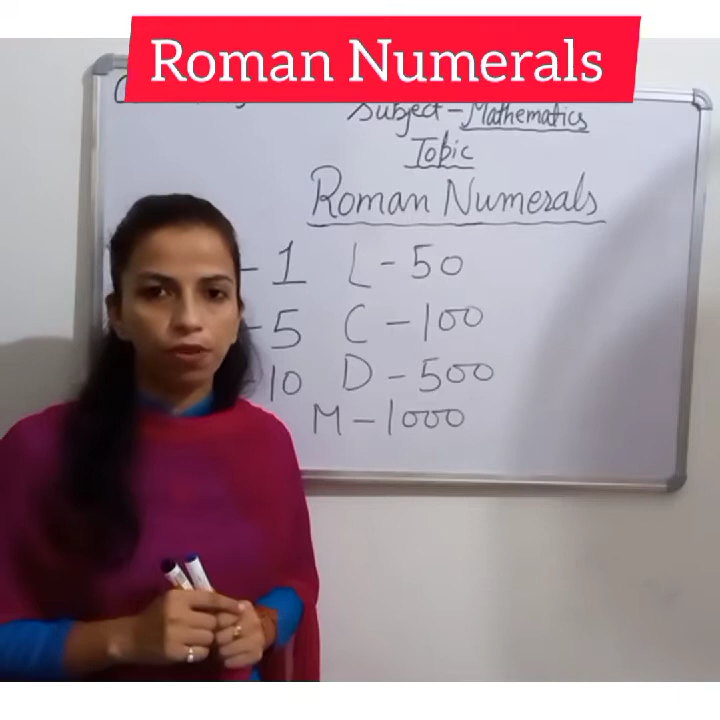 Roman Numerals
Subject - Mathematics
Topic
Roman Numerals
- 1 L - 50
- 5 C - 100
- 10 D - 500
M - 1000